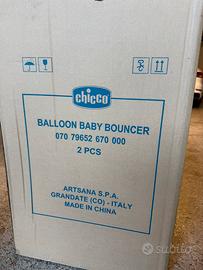 chicco
BALLOON BABY BOUNCER
070 79652 670 000
2 PCS
ARTSANA S.P.A.
GRANDATE (CO) - ITALY
MADE IN CHINA
subito